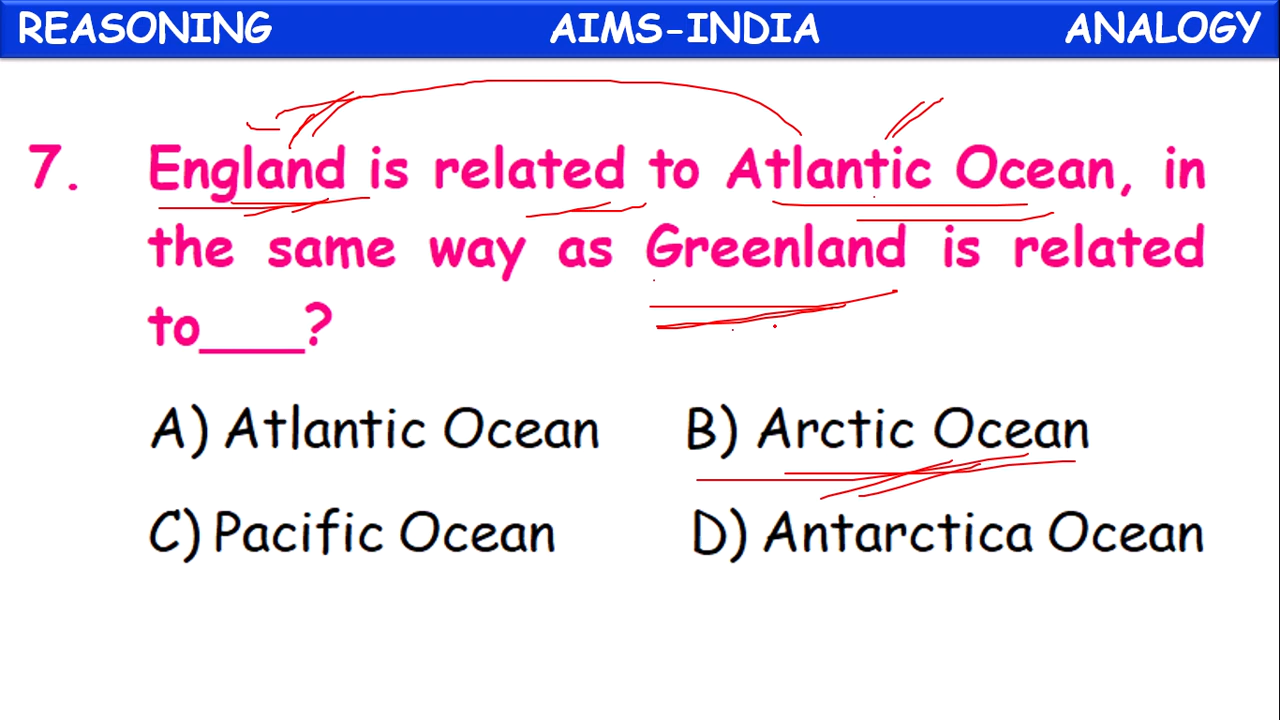 REASONING AIMS-INDIA ANALOGY
7. England is related to Atlantic Ocean, in
the same way as Greenland is related
to___?
A) Atlantic Ocean B) Arctic Ocean
C) Pacific Ocean D) Antarctica Ocean